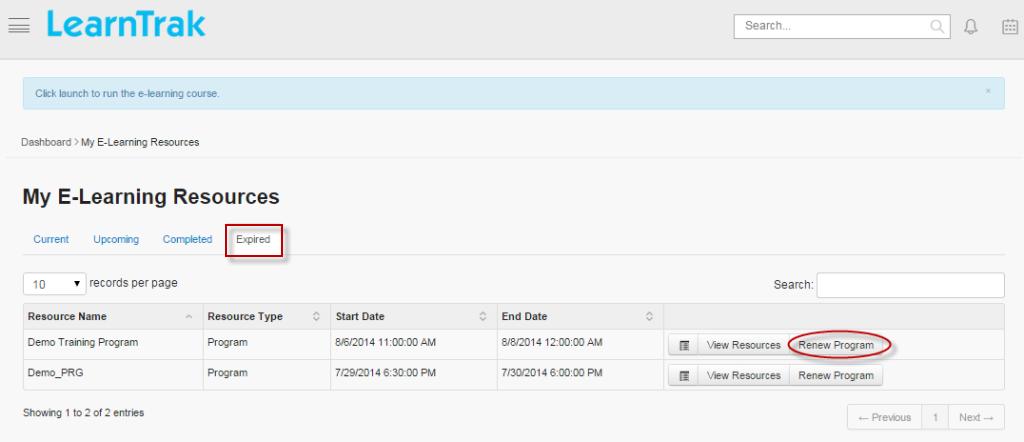 LearnTrak
Search...
Click launch to run the e-learning course. ×
Dashboard > My E-Learning Resources
My E-Learning Resources
Current Upcoming Completed Expired
10 records per page Search:
Resource Name Resource Type Start Date End Date
Demo Training Program Program 8/6/2014 11:00:00 AM 8/8/2014 12:00:00 AM View Resources Renew Program
Demo_PRG Program 7/29/2014 6:30:00 PM 7/30/2014 6:00:00 PM View Resources Renew Program
Showing 1 to 2 of 2 entries
← Previous 1 Next →